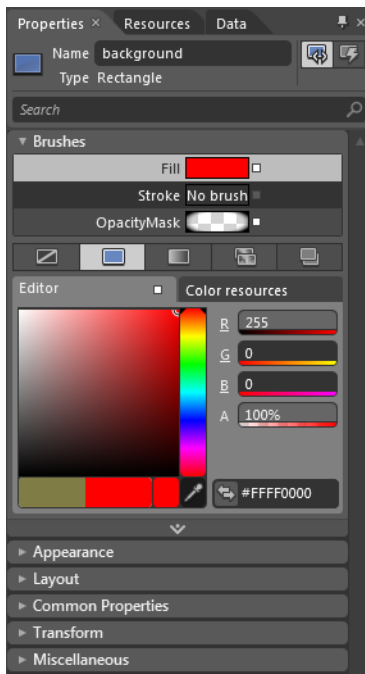 Properties × Resources Data
Name background
Type Rectangle
Search
Brushes
Fill
Stroke No brush
OpacityMask
Editor Color resources
R 255
G 0
B 0
A 100%
#FFFF0000
Appearance
Layout
Common Properties
Transform
Miscellaneous